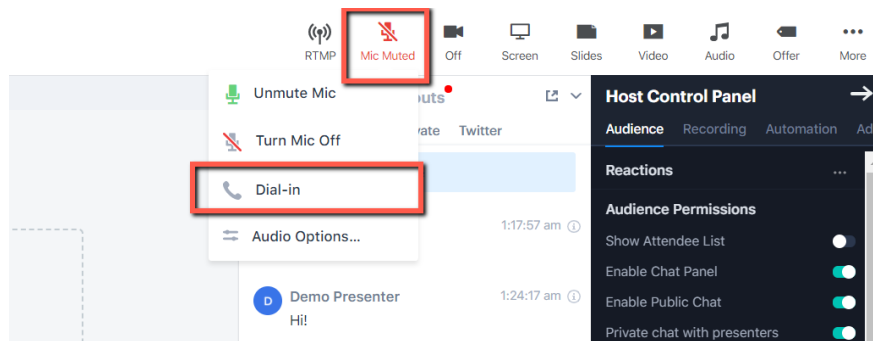 RTMP
Mic Muted
Off
Screen
Slides
Video
Audio
Offer
More
Unmute Mic
Turn Mic Off
Dial-in
Audio Options...
Twitter
1:17:57 am
D
Demo Presenter
1:24:17 am
Hi!
Host Control Panel
Audience Recording Automation Ad
Reactions
Audience Permissions
Show Attendee List
Enable Chat Panel
Enable Public Chat
Private chat with presenters